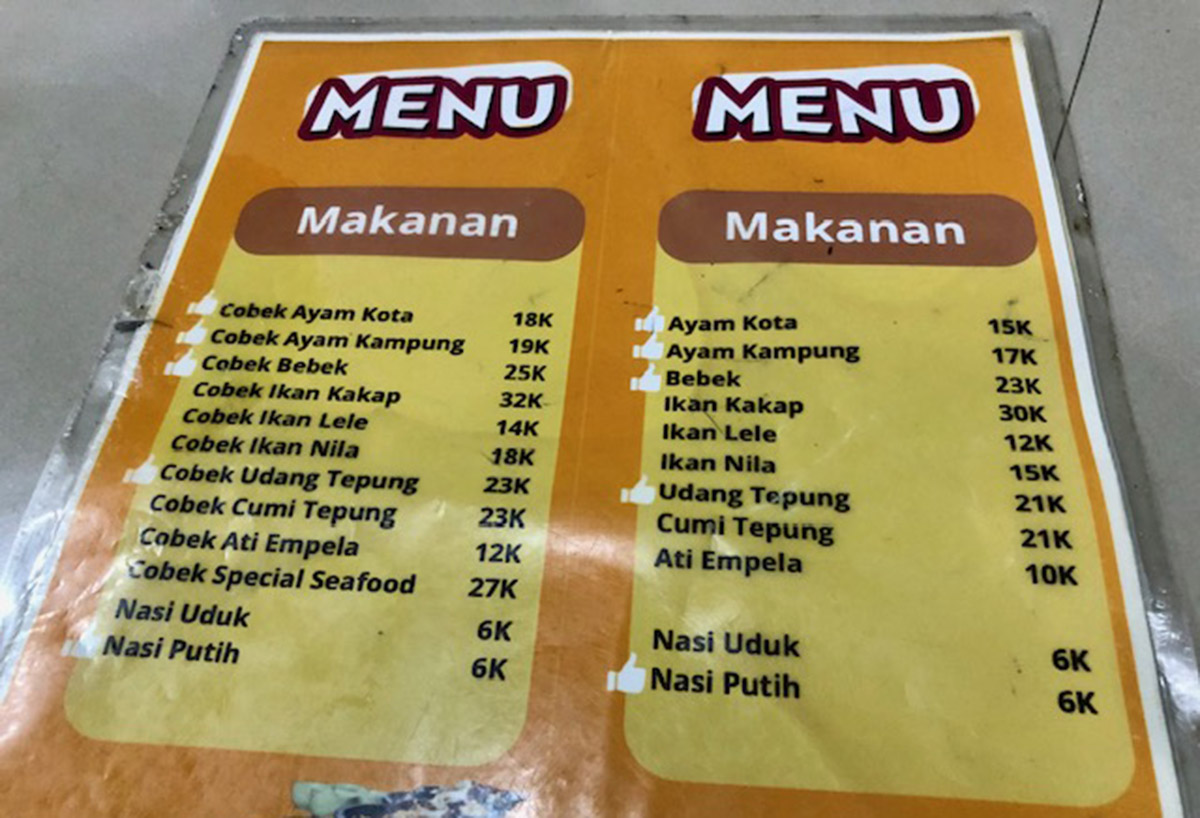 MENU
Makanan
Cobek Ayam Kota 18K
Cobek Ayam Kampung 19K
Cobek Bebek 25K
Cobek Ikan Kakap 32K
Cobek Ikan Lele 14K
Cobek Ikan Nila 18K
Cobek Udang Tepung 23K
Cobek Cumi Tepung 23K
Cobek Ati Empela 12K
Cobek Special Seafood 27K
Nasi Uduk 6K
Nasi Putih 6K
MENU
Makanan
Ayam Kota 15K
Ayam Kampung 17K
Bebek 23K
Ikan Kakap 30K
Ikan Lele 12K
Ikan Nila 15K
Udang Tepung 21K
Cumi Tepung 21K
Ati Empela 10K
Nasi Uduk 6K
Nasi Putih 6K